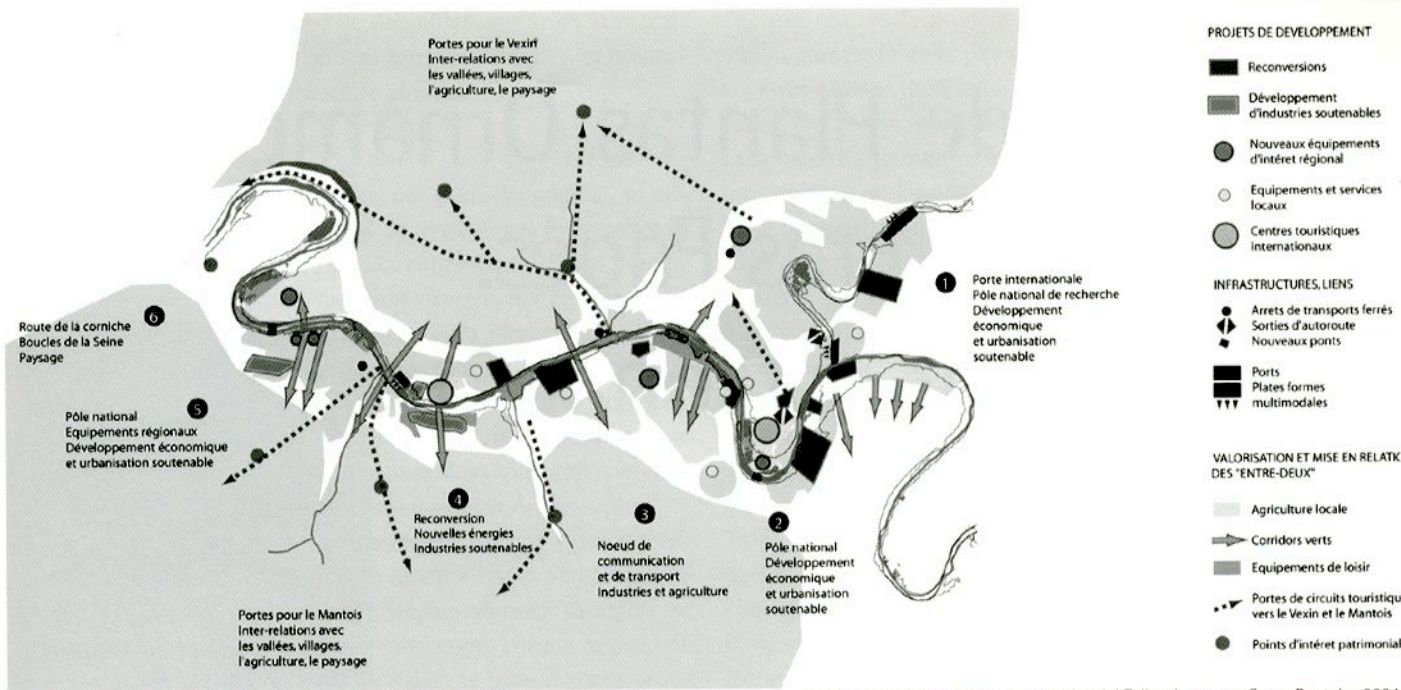 Portes pour le Vexin
Inter-relations avec
les vallées, villages,
l'agriculture, le paysage
1
Porte internationale
Pôle national de recherche
Développement
économique
et urbanisation
soutenable
6
Route de la corniche
Boucles de la Seine
Paysage
5
Pôle national
Equipements régionaux
Développement économique
et urbanisation soutenable
4
Reconversion
Nouvelles énergies
Industries soutenables
3
Noeud de
communication
et de transport
Industries et agriculture
2
Pôle national
Développement
économique
et urbanisation
soutenable
Portes pour le Mantois
Inter-relations avec
les vallées, villages,
l'agriculture, le paysage
PROJETS DE DEVELOPPEMENT
Reconversions
Développement
d'industries soutenables
Nouveaux équipements
d'intéret régional
Equipements et services
locaux
Centres touristiques
internationaux
INFRASTRUCTURES, LIENS
Arrets de transports ferrés
Sorties d'autoroute
Nouveaux ponts
Ports
Plates formes
multimodales
VALORISATION ET MISE EN RELATI
DES "ENTRE-DEUX"
Agriculture locale
Corridors verts
Equipements de loisir
Portes de circuits touristiqu
vers le Vexin et le Mantois
Points d'intéret patrimonial